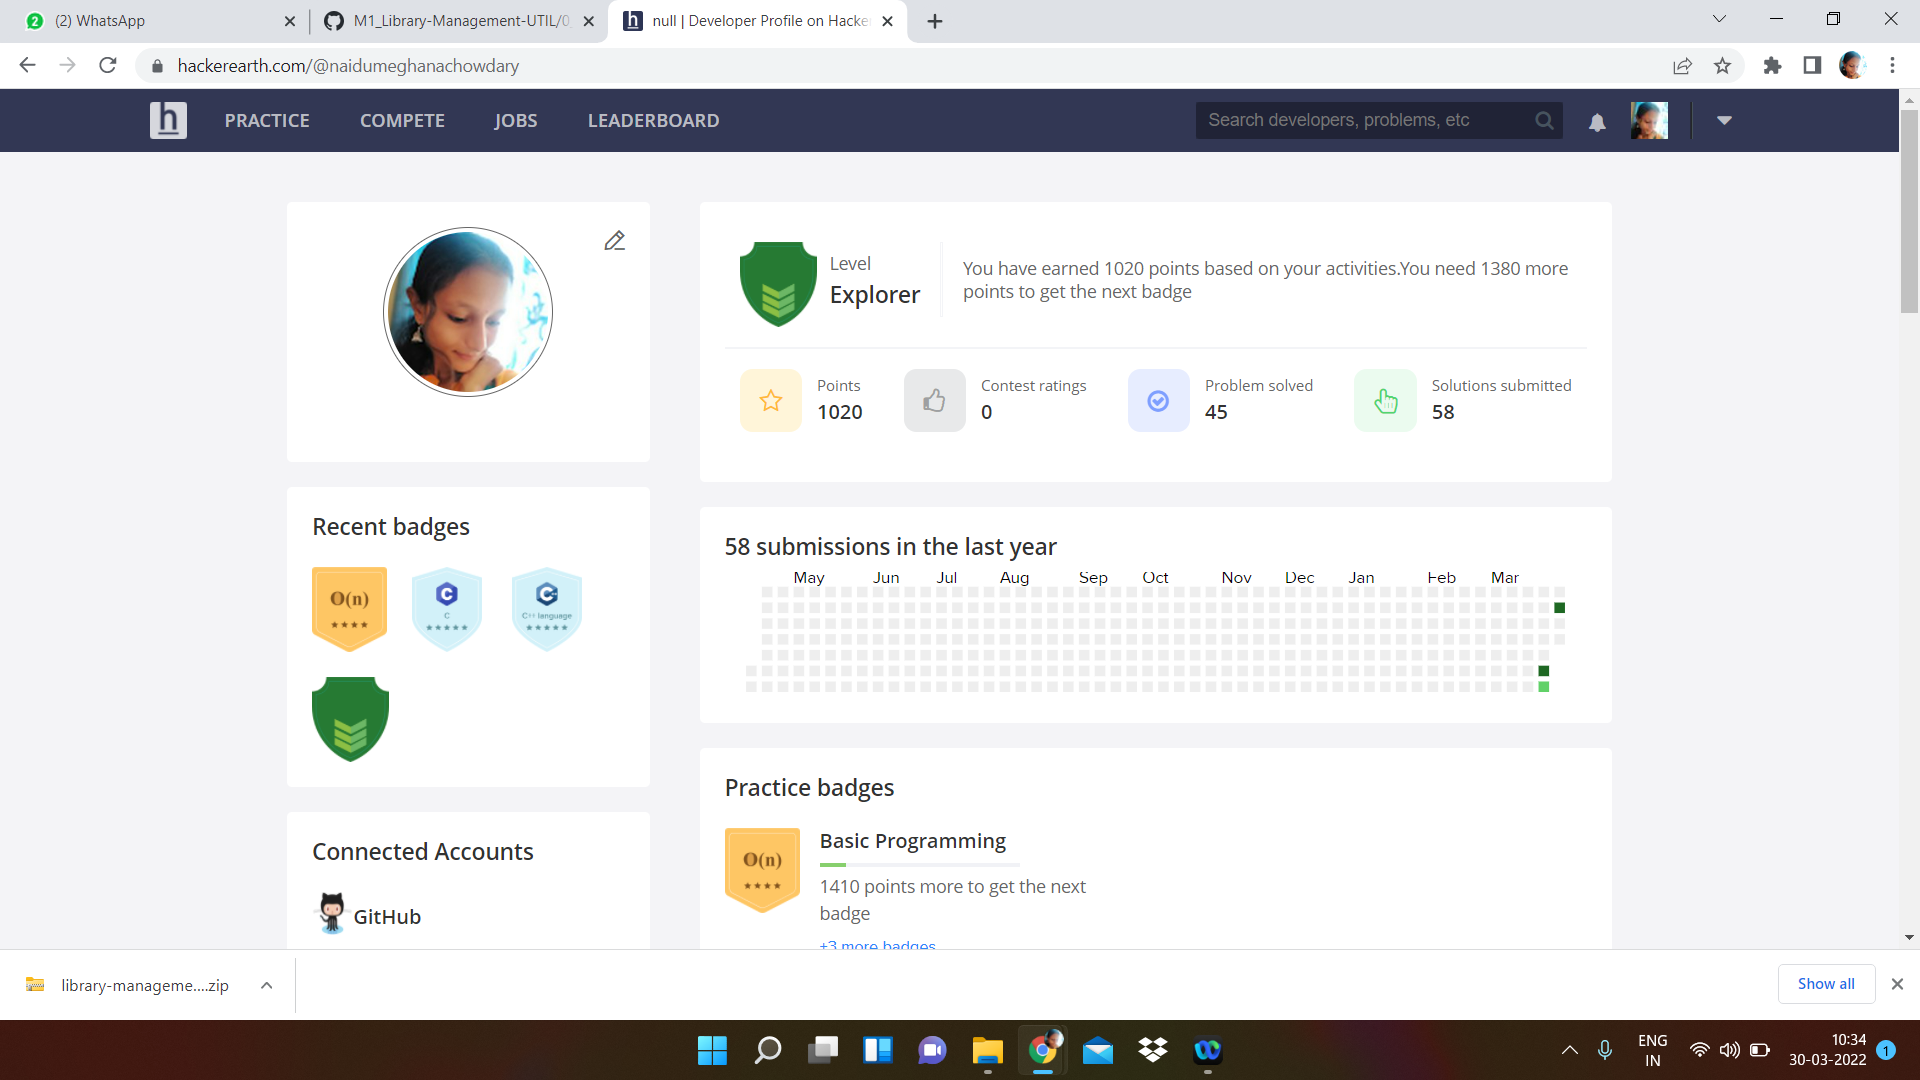 (2) WhatsApp
M1_Library-Management-UTIL/0
null | Developer Profile on Hacke
hackerearth.com/@naidumeghanachowdary
h PRACTICE COMPETE JOBS LEADERBOARD
Search developers, problems, etc
Level
Explorer
You have earned 1020 points based on your activities.You need 1380 more
points to get the next badge
Points
1020
Contest ratings
0
Problem solved
45
Solutions submitted
58
Recent badges
O(n)
C
C
C++ language
58 submissions in the last year
May Jun Jul Aug Sep Oct Nov Dec Jan Feb Mar
Practice badges
O(n)
Basic Programming
1410 points more to get the next
badge
+3 more badges
Connected Accounts
GitHub
library-manageme....zip
Show all
ENG
IN
10:34
30-03-2022
1